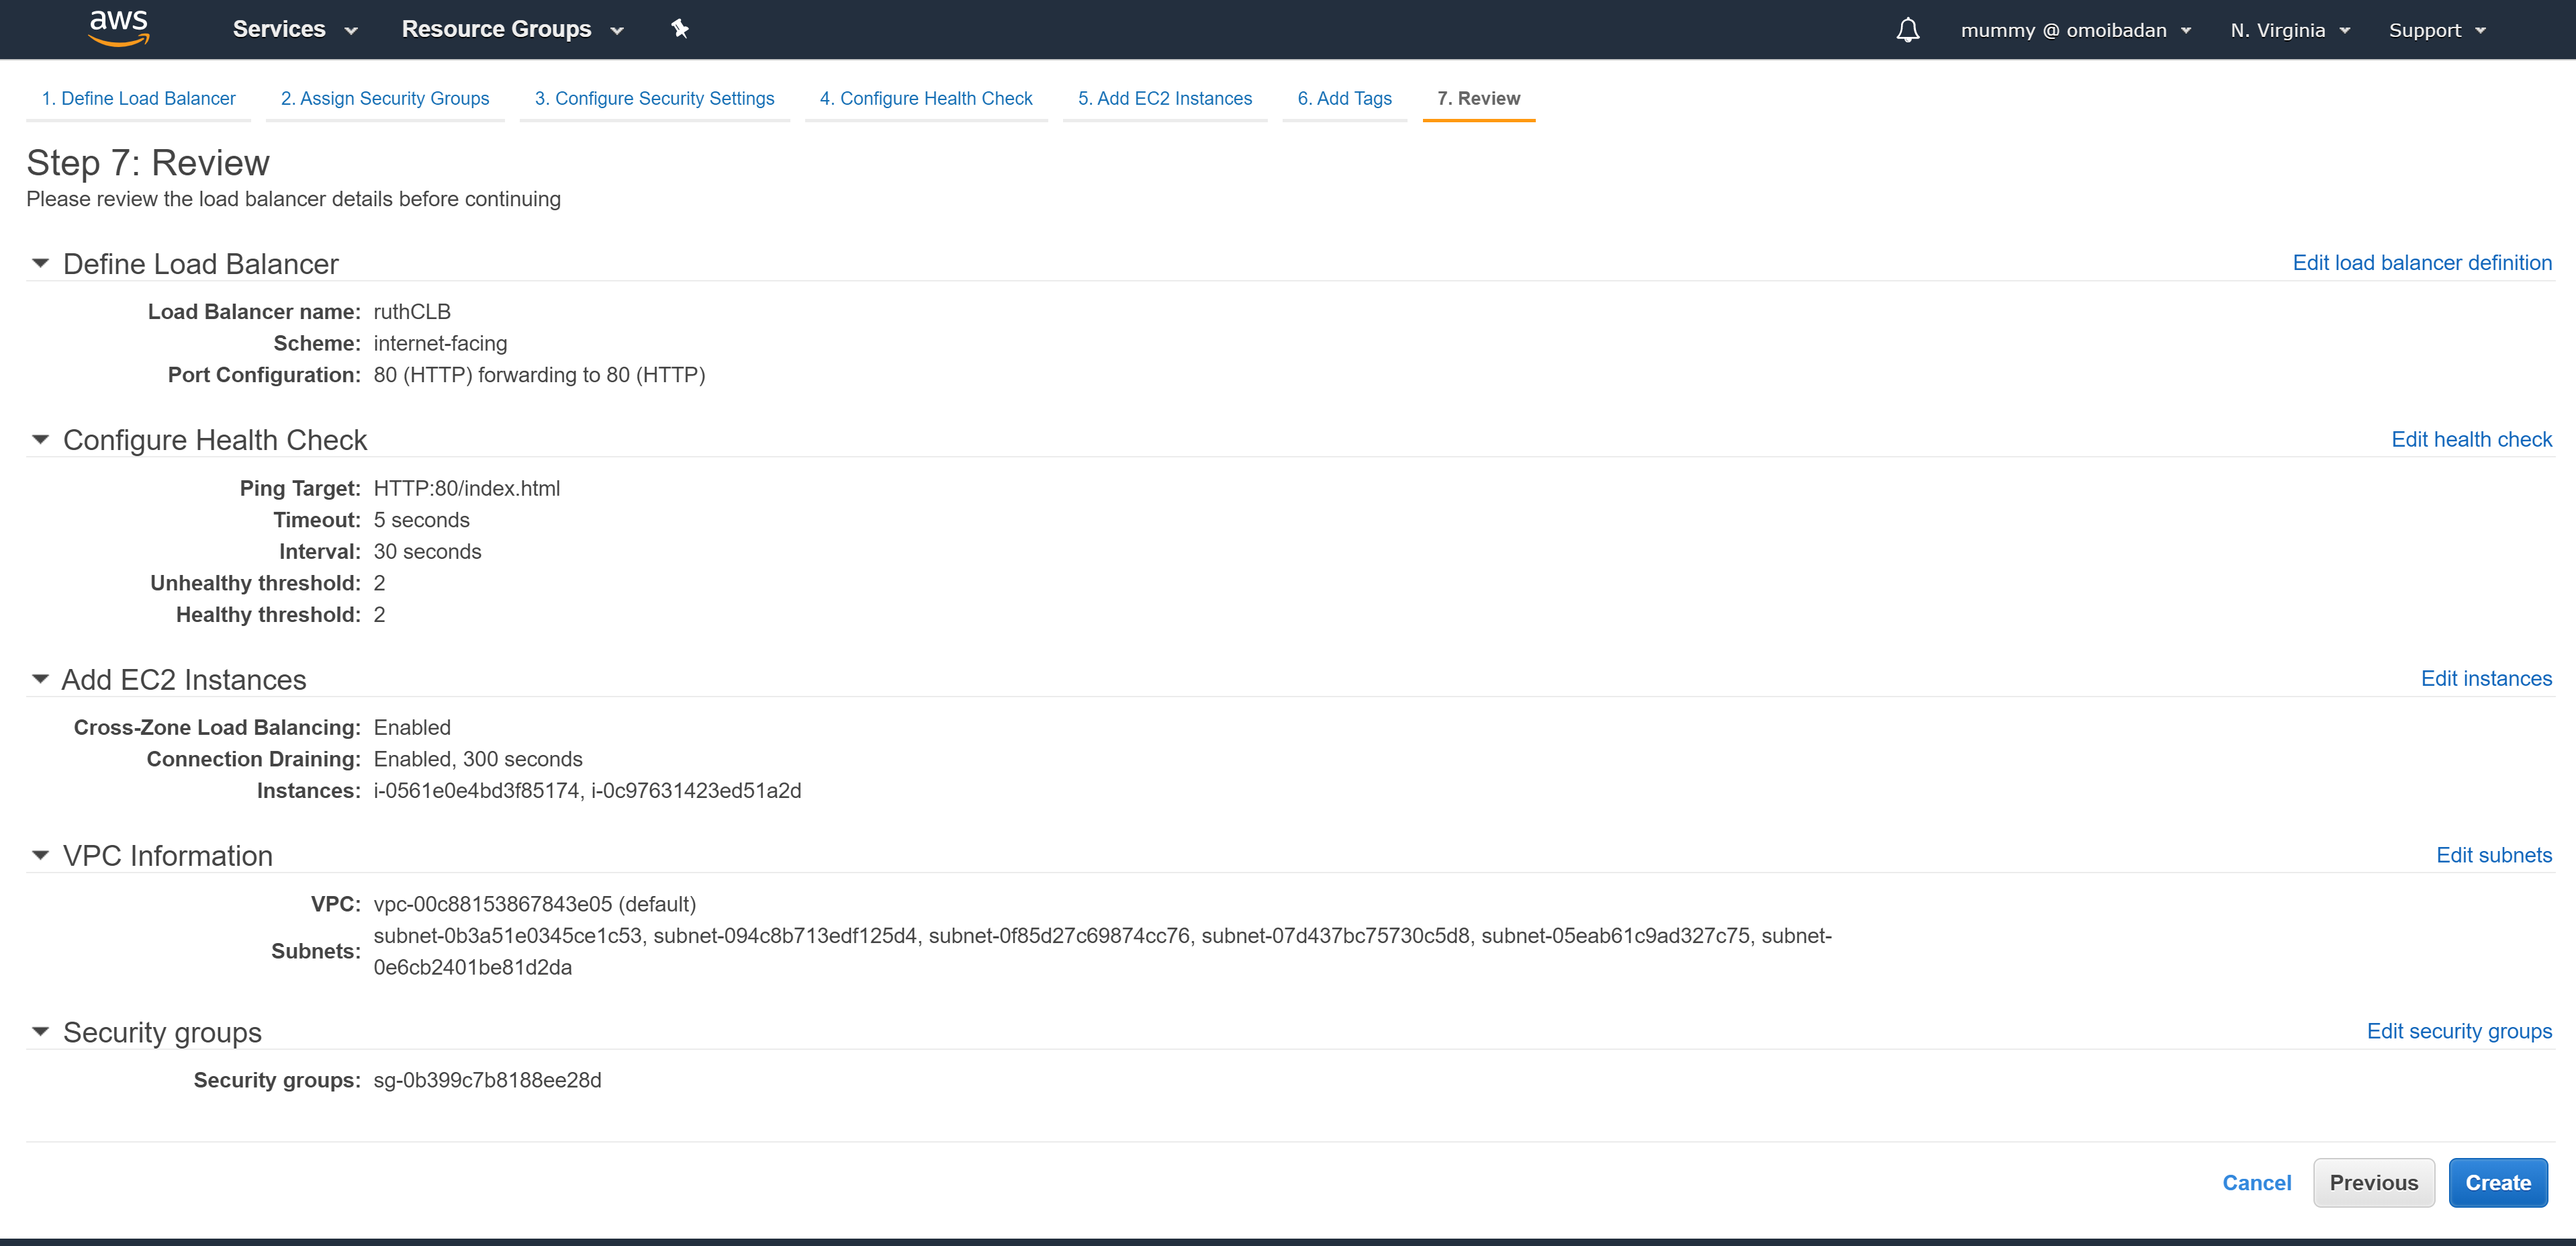 aws Services Resource Groups mummy @ omoibadan N. Virginia Support
1. Define Load Balancer 2. Assign Security Groups 3. Configure Security Settings 4. Configure Health Check 5. Add EC2 Instances 6. Add Tags 7. Review
Step 7: Review
Please review the load balancer details before continuing
Define Load Balancer Edit load balancer definition
Load Balancer name: ruthCLB
Scheme: internet-facing
Port Configuration: 80 (HTTP) forwarding to 80 (HTTP)
Configure Health Check Edit health check
Ping Target: HTTP:80/index.html
Timeout: 5 seconds
Interval: 30 seconds
Unhealthy threshold: 2
Healthy threshold: 2
Add EC2 Instances Edit instances
Cross-Zone Load Balancing: Enabled
Connection Draining: Enabled, 300 seconds
Instances: i-0561e0e4bd3f85174, i-0c97631423ed51a2d
VPC Information Edit subnets
VPC: vpc-00c88153867843e05 (default)
Subnets: subnet-0b3a51e0345ce1c53, subnet-094c8b713edf125d4, subnet-0f85d27c69874cc76, subnet-07d437bc75730c5d8, subnet-05eab61c9ad327c75, subnet-
0e6cb2401be81d2da
Security groups Edit security groups
Security groups: sg-0b399c7b8188ee28d
Cancel Previous Create